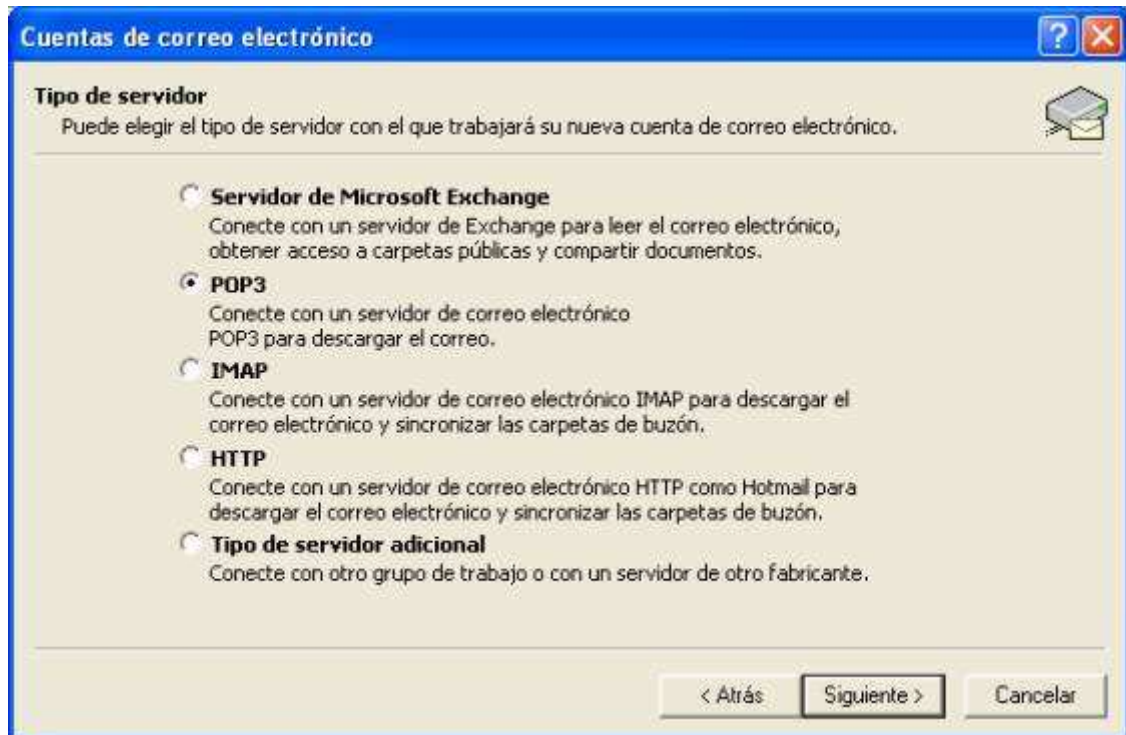 Cuentas de correo electrónico
Tipo de servidor
Puede elegir el tipo de servidor con el que trabajará su nueva cuenta de correo electrónico.
Servidor de Microsoft Exchange
Conecte con un servidor de Exchange para leer el correo electrónico,
obtener acceso a carpetas públicas y compartir documentos.
POP3
Conecte con un servidor de correo electrónico
POP3 para descargar el correo.
IMAP
Conecte con un servidor de correo electrónico IMAP para descargar el
correo electrónico y sincronizar las carpetas de buzón.
HTTP
Conecte con un servidor de correo electrónico HTTP como Hotmail para
descargar el correo electrónico y sincronizar las carpetas de buzón.
Tipo de servidor adicional
Conecte con otro grupo de trabajo o con un servidor de otro fabricante.
< Atrás Siguiente > Cancelar